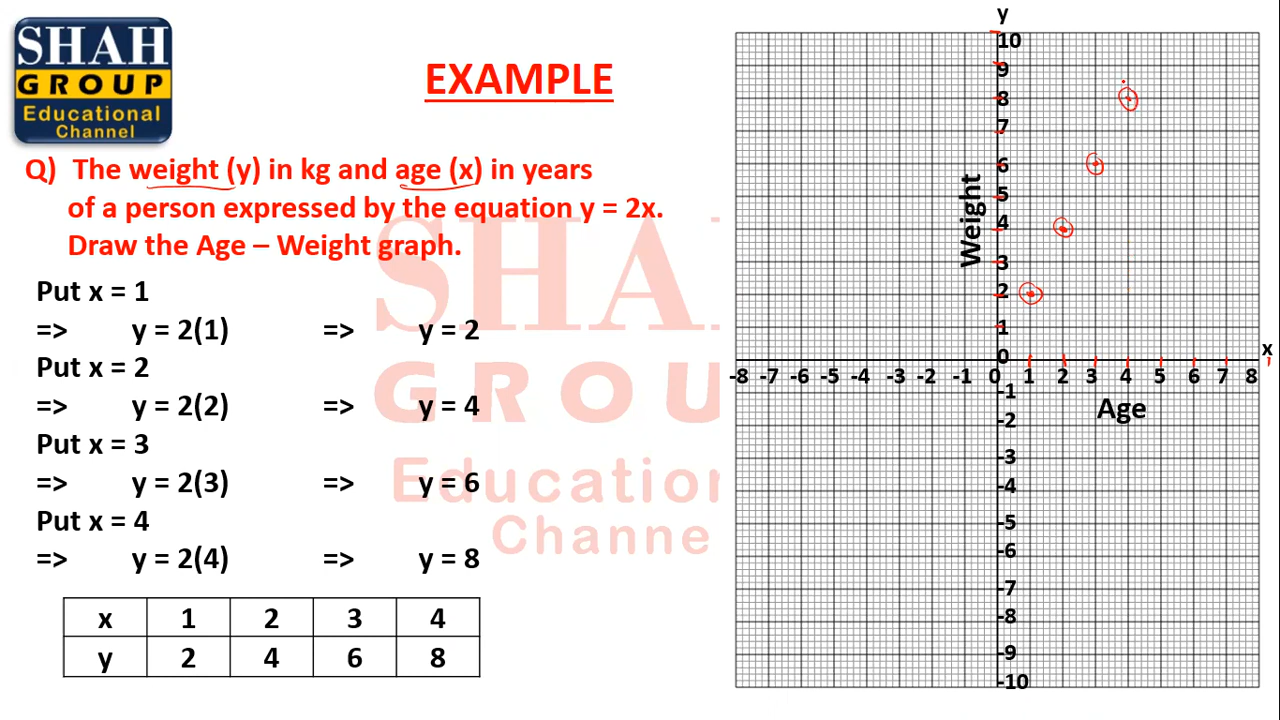 SHAH
GROUP
Educational
Channel
EXAMPLE
Q) The weight (y) in kg and age (x) in years
of a person expressed by the equation y = 2x.
Draw the Age – Weight graph.
Put x = 1
=> y = 2(1) => y = 2
Put x = 2
=> y = 2(2) => y = 4
Put x = 3
=> y = 2(3) => y = 6
Put x = 4
=> y = 2(4) => y = 8
x 1 2 3 4
y 2 4 6 8
SHA
GROU
Education
Channe
y
10
9
8
7
6
5
4
3
2
1
0
Weight
x
-8 -7 -6 -5 -4 -3 -2 -1 0 1 2 3 4 5 6 7 8
Age
-1
-2
-3
-4
-5
-6
-7
-8
-9
-10